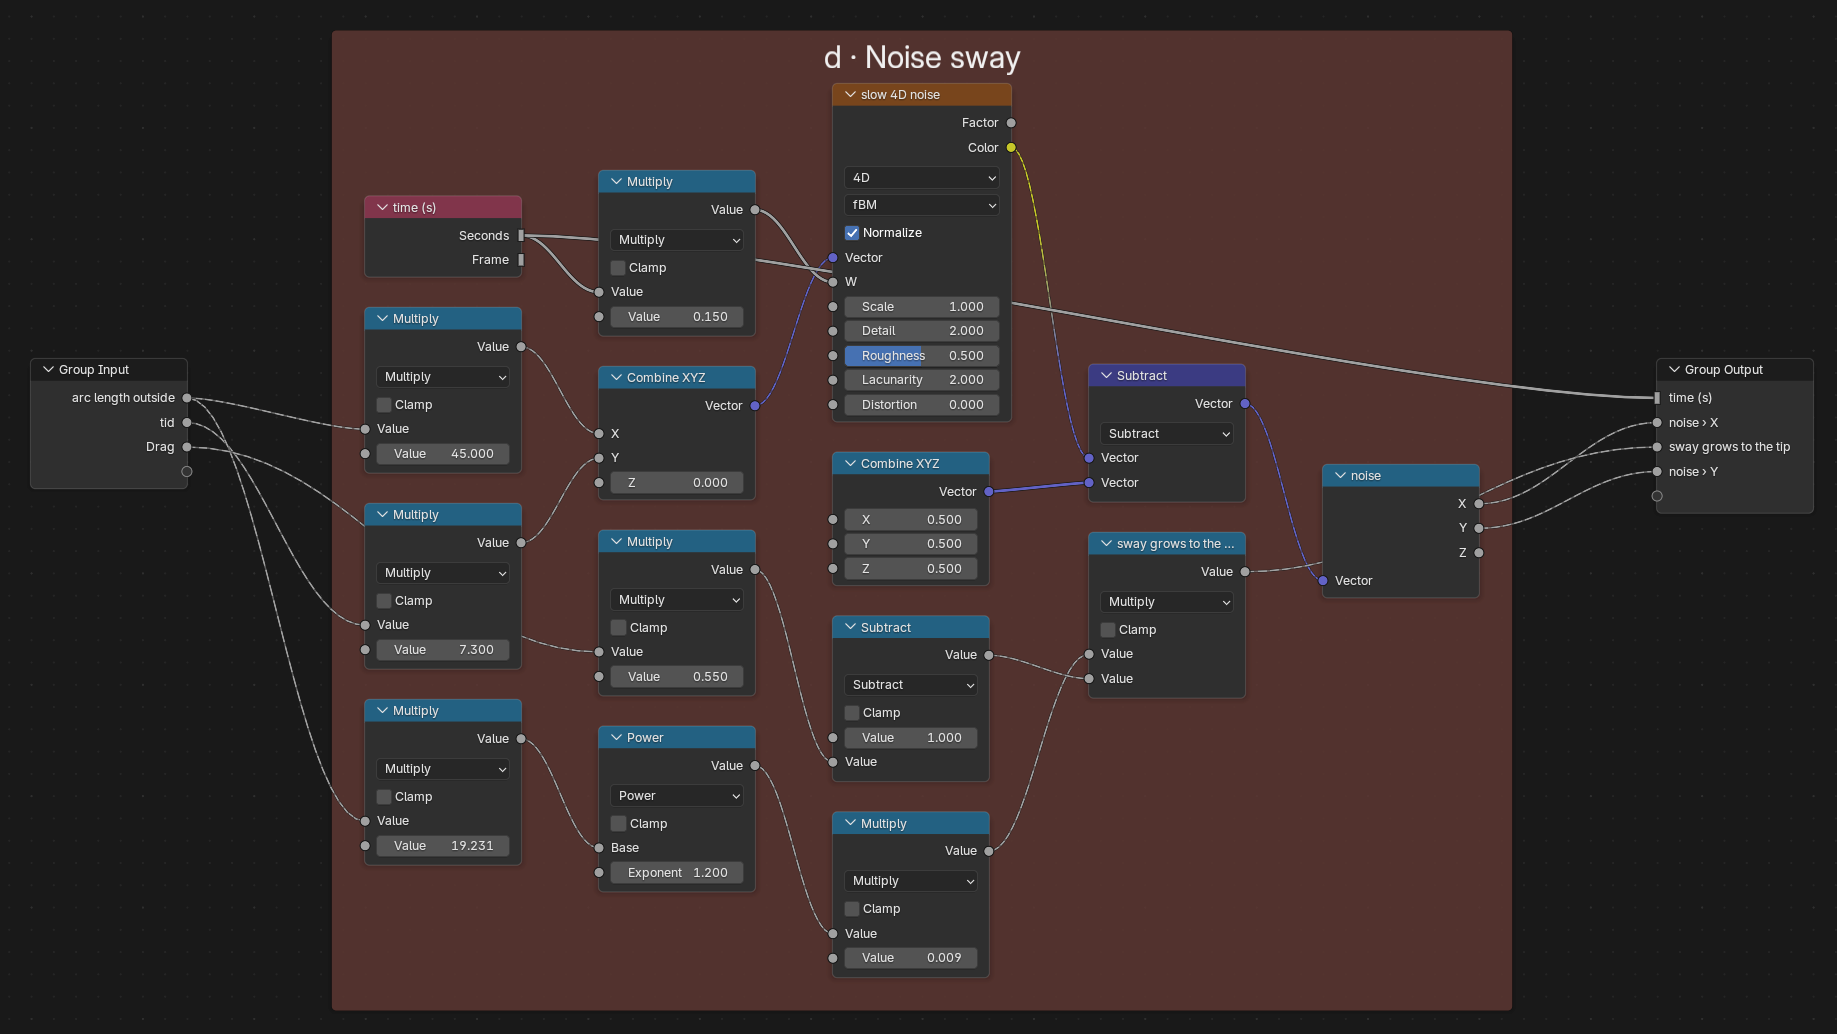 d · Noise sway
Group Input
arc length outside
tid
Drag
time (s)
Seconds
Frame
Multiply
Value
Multiply
Clamp
Value
Value 45.000
Multiply
Value
Multiply
Clamp
Value
Value 7.300
Multiply
Value
Multiply
Clamp
Value
Value 19.231
Multiply
Value
Multiply
Clamp
Value
Value 0.150
Combine XYZ
Vector
X
Y
Z 0.000
Multiply
Value
Multiply
Clamp
Value
Value 0.550
Power
Value
Power
Clamp
Base
Exponent 1.200
slow 4D noise
Factor
Color
4D
fBM
Normalize
Vector
W
Scale 1.000
Detail 2.000
Roughness 0.500
Lacunarity 2.000
Distortion 0.000
Combine XYZ
Vector
X 0.500
Y 0.500
Z 0.500
Subtract
Value
Subtract
Clamp
Value 1.000
Value
Multiply
Value
Multiply
Clamp
Value
Value 0.009
Subtract
Vector
Subtract
Vector
Vector
sway grows to the ...
Value
Multiply
Clamp
Value
Value
noise
X
Y
Z
Vector
Group Output
time (s)
noise › X
sway grows to the tip
noise › Y